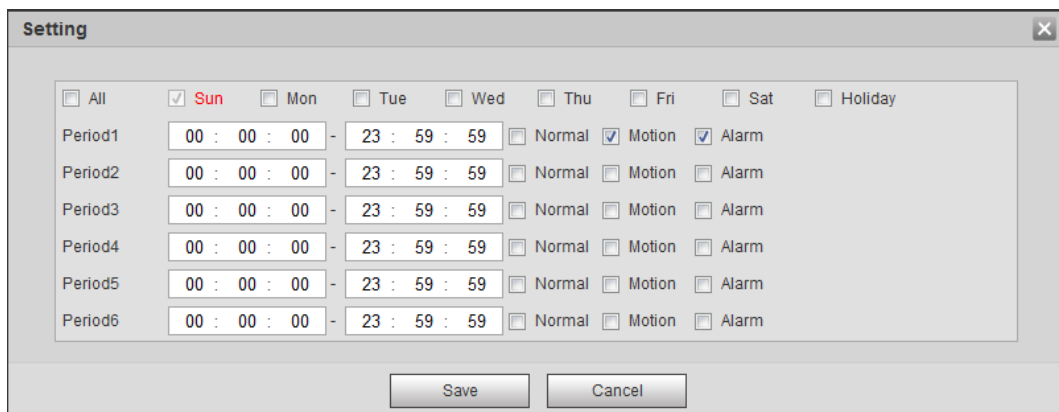 Setting
All Sun Mon Tue Wed Thu Fri Sat Holiday
Period1 00 : 00 : 00 - 23 : 59 : 59 Normal Motion Alarm
Period2 00 : 00 : 00 - 23 : 59 : 59 Normal Motion Alarm
Period3 00 : 00 : 00 - 23 : 59 : 59 Normal Motion Alarm
Period4 00 : 00 : 00 - 23 : 59 : 59 Normal Motion Alarm
Period5 00 : 00 : 00 - 23 : 59 : 59 Normal Motion Alarm
Period6 00 : 00 : 00 - 23 : 59 : 59 Normal Motion Alarm
Save Cancel